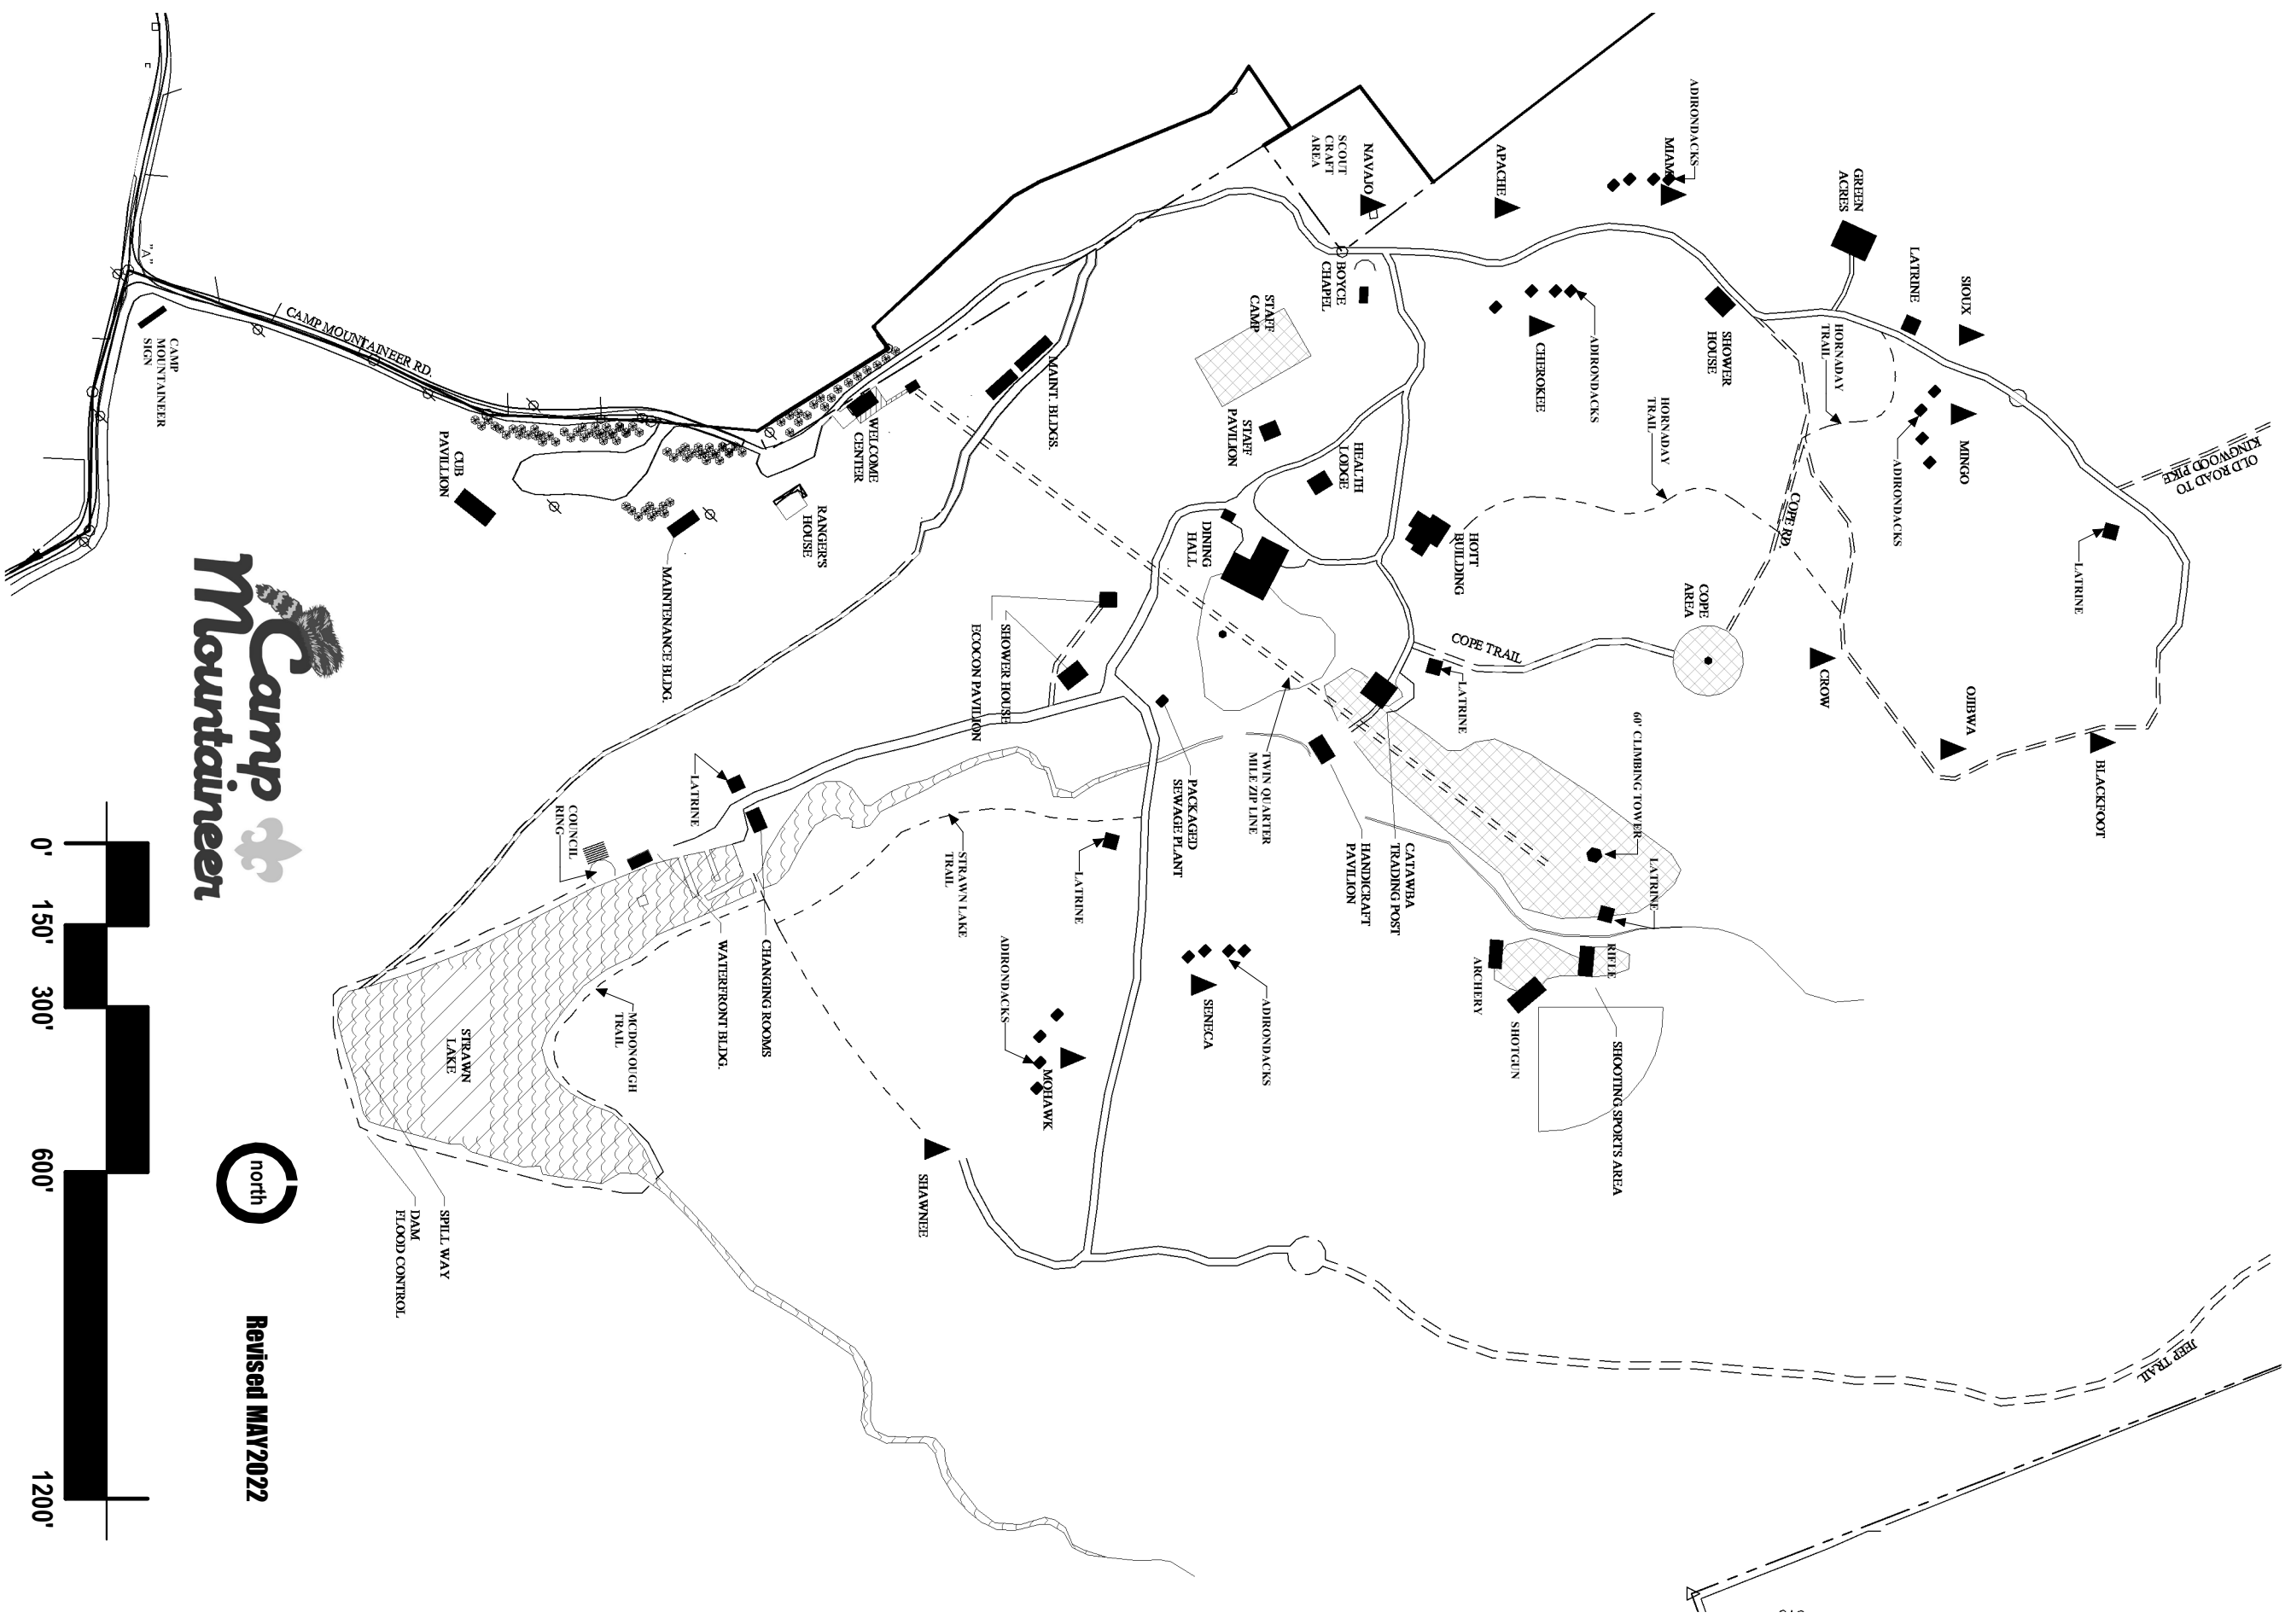 ADIRONDACKS
MIAMI
APACHE
NAVAJO
SCOUT
CRAFT
AREA
BOYCE
CHAPEL
GREEN
ACRES
LATRINE
SIOUX
SHOWER
HOUSE
HORNADAY
TRAIL
ADIRONDACKS
CHEROKEE
HORNADAY
TRAIL
MINGO
ADIRONDACKS
OLD ROAD TO
KINGWOOD PIKE
LATRINE
COPE RD.
COPE
AREA
CROW
OJIBWA
BLACKFOOT
STAFF
CAMP
STAFF
PAVILION
HEALTH
LODGE
HOTT
BUILDING
DINING
HALL
COPE TRAIL
LATRINE
MAINT. BLDGS.
WELCOME
CENTER
RANGER'S
HOUSE
CAMP MOUNTAINEER RD.
"A"
CAMP
MOUNTAINEER
SIGN
CUB
PAVILLION
MAINTENANCE BLDG.
SHOWER HOUSE
ECOCON PAVILION
TWIN QUARTER
MILE ZIP LINE
PACKAGED
SEWAGE PLANT
CATAWBA
TRADING POST
HANDICRAFT
PAVILION
60' CLIMBING TOWER
LATRINE
RIFLE
ARCHERY
SHOTGUN
SHOOTING SPORTS AREA
LATRINE
COUNCIL
RING
STRAWN LAKE
TRAIL
LATRINE
CHANGING ROOMS
WATERFRONT BLDG.
MCDONOUGH
TRAIL
STRAWN
LAKE
ADIRONDACKS
MOHAWK
ADIRONDACKS
SENECA
SHAWNEE
SPILL WAY
DAM
FLOOD CONTROL
JEEP TRAIL
Camp
Mountaineer
north
Revised MAY2022
0'
150'
300'
600'
1200'